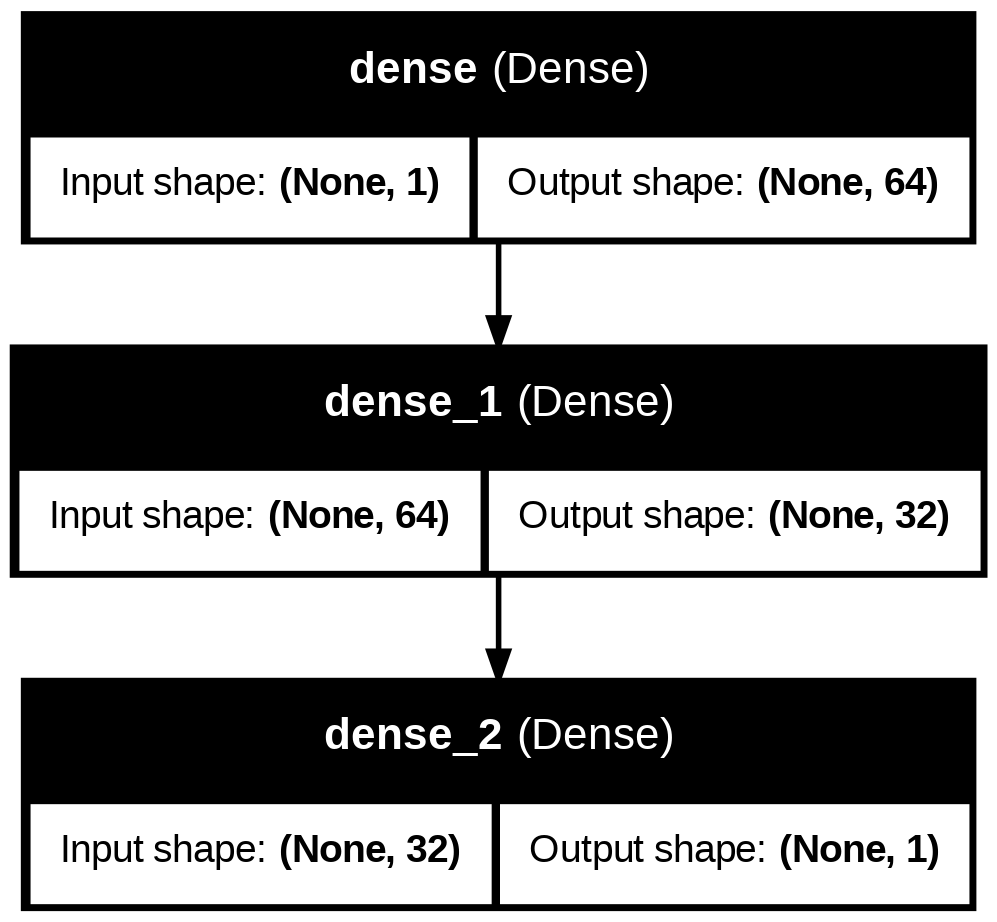 dense (Dense)
Input shape: (None, 1) Output shape: (None, 64)
dense_1 (Dense)
Input shape: (None, 64) Output shape: (None, 32)
dense_2 (Dense)
Input shape: (None, 32) Output shape: (None, 1)